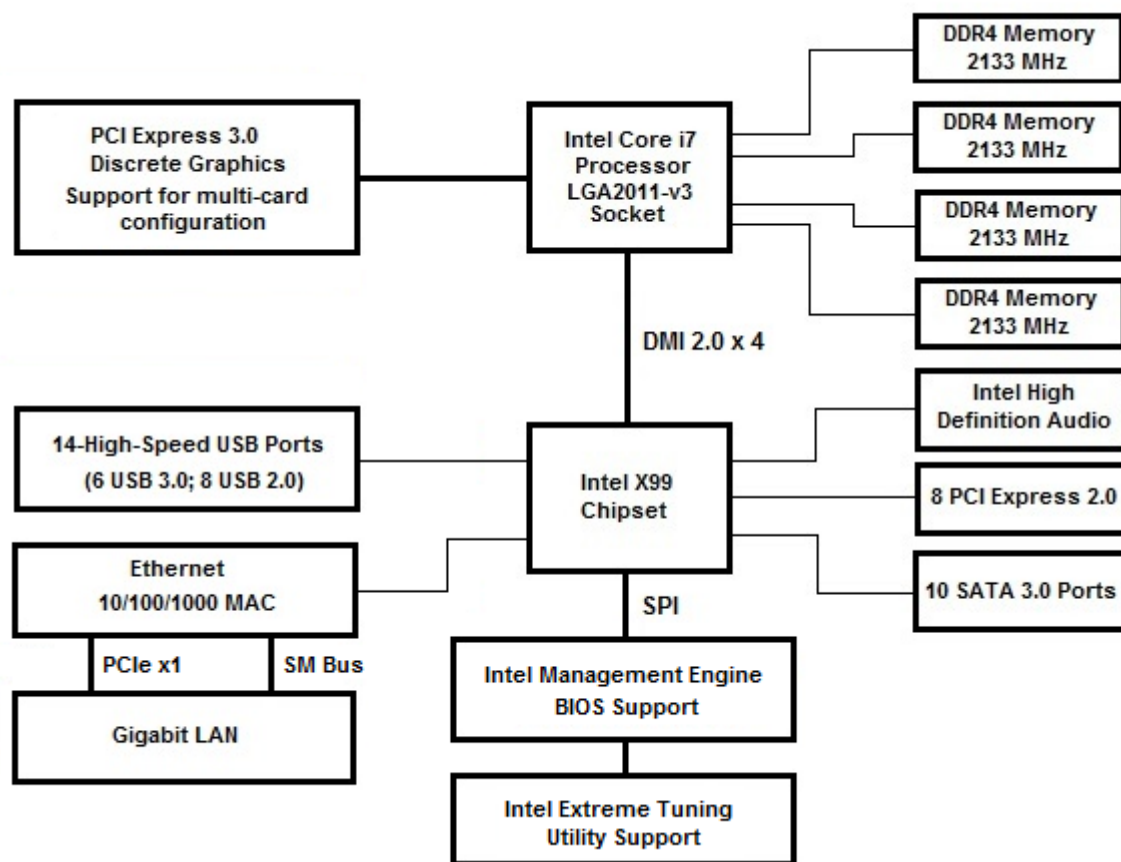 DDR4 Memory
2133 MHz
PCI Express 3.0
Discrete Graphics
Support for multi-card
configuration
Intel Core i7
Processor
LGA2011-v3
Socket
DDR4 Memory
2133 MHz
DDR4 Memory
2133 MHz
DDR4 Memory
2133 MHz
DMI 2.0 x 4
14-High-Speed USB Ports
(6 USB 3.0; 8 USB 2.0)
Intel X99
Chipset
Intel High
Definition Audio
8 PCI Express 2.0
10 SATA 3.0 Ports
Ethernet
10/100/1000 MAC
PCIe x1
SM Bus
Gigabit LAN
SPI
Intel Management Engine
BIOS Support
Intel Extreme Tuning
Utility Support